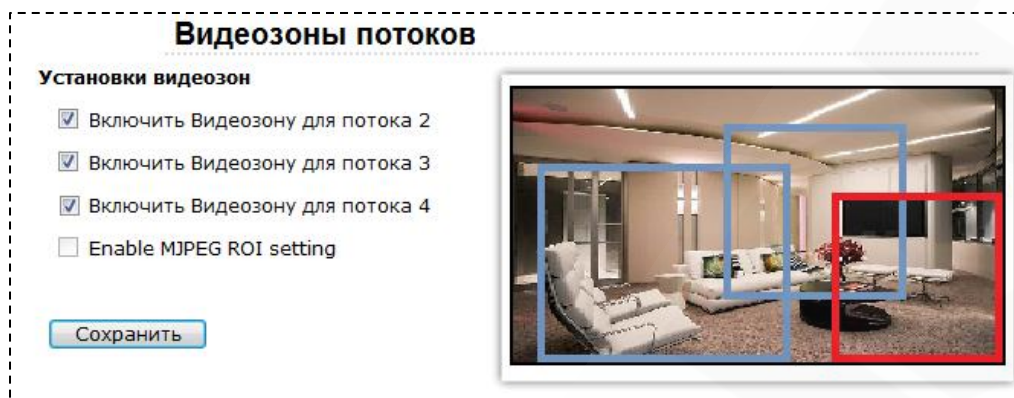 Видеозоны потоков
Установки видеозон
Включить Видеозону для потока 2
Включить Видеозону для потока 3
Включить Видеозону для потока 4
Enable MJPEG ROI setting
Сохранить